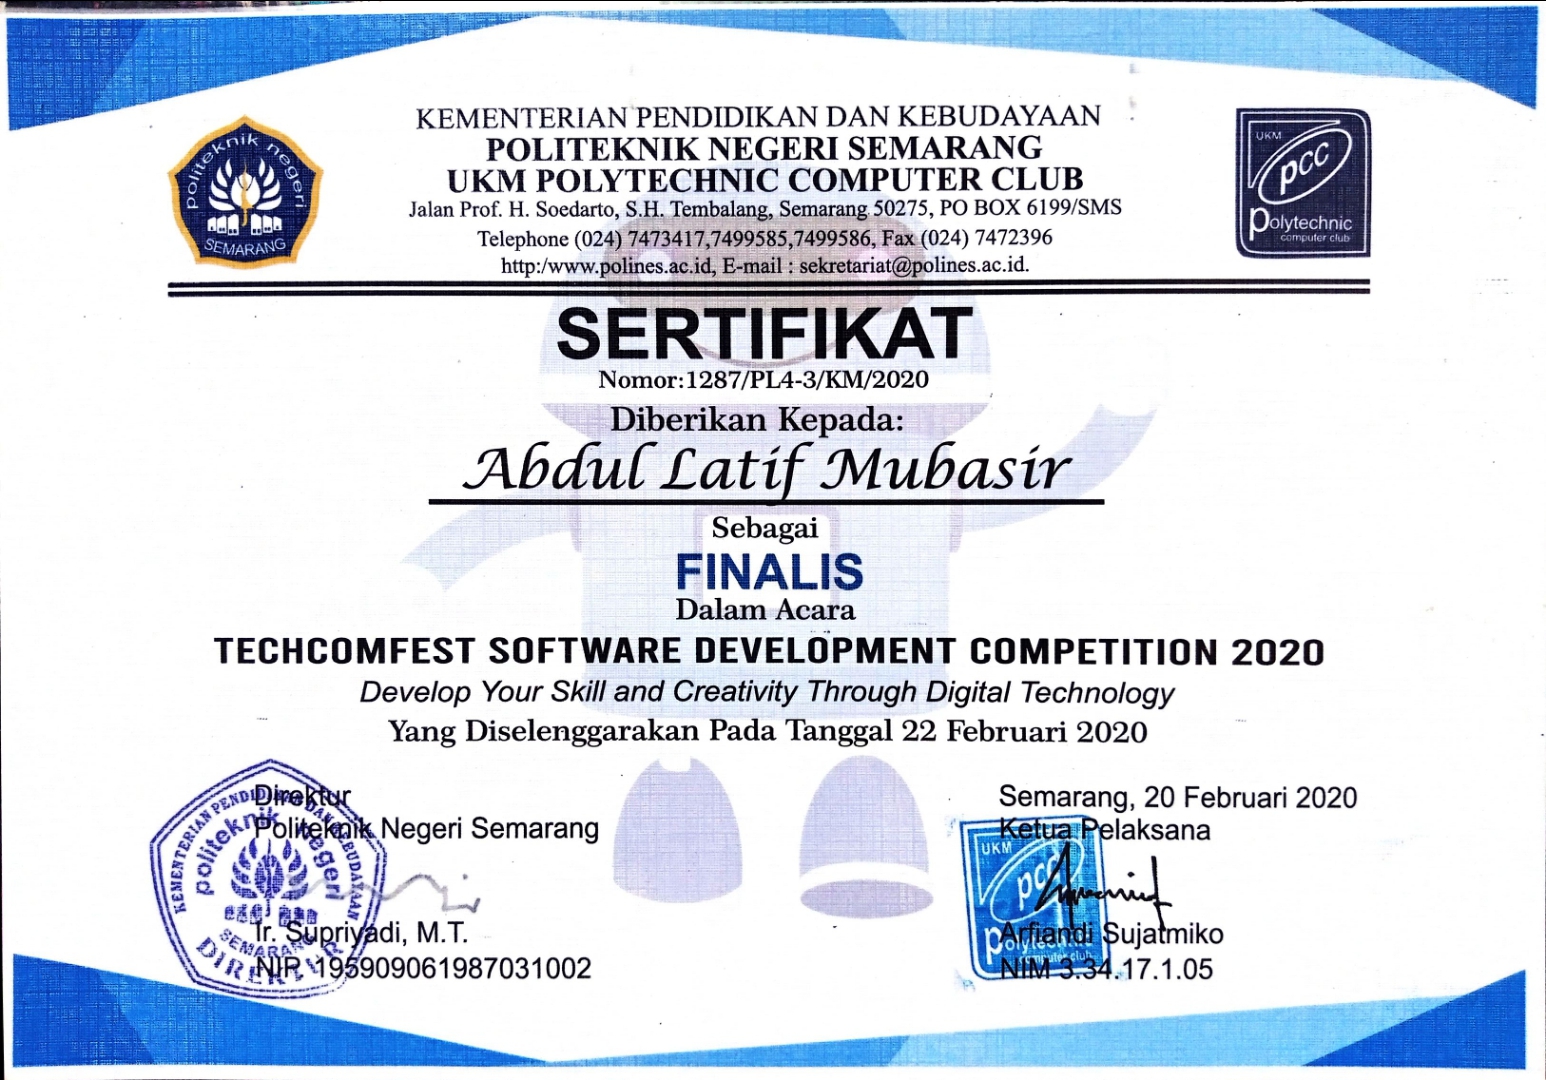 KEMENTERIAN PENDIDIKAN DAN KEBUDAYAAN
POLITEKNIK NEGERI SEMARANG
UKM POLYTECHNIC COMPUTER CLUB
Jalan Prof. H. Soedarto, S.H. Tembalang, Semarang 50275, PO BOX 6199/SMS
Telephone (024) 7473417,7499585,7499586, Fax (024) 7472396
http:/www.polines.ac.id, E-mail : sekretariat@polines.ac.id.
politeknik negeri
SEMARANG
UKM
pcc
Polytechnic
computer club
SERTIFIKAT
Nomor:1287/PL4-3/KM/2020
Diberikan Kepada:
Abdul Latif Mubasir
Sebagai
FINALIS
Dalam Acara
TECHCOMFEST SOFTWARE DEVELOPMENT COMPETITION 2020
Develop Your Skill and Creativity Through Digital Technology
Yang Diselenggarakan Pada Tanggal 22 Februari 2020
Direktur
Politeknik Negeri Semarang
KEMENTERIAN PENDIDIKAN DAN KEBUDAYAAN
politeknik negeri
SEMARANG
DIREKTUR
Ir. Supriyadi, M.T.
NIP. 195909061987031002
Semarang, 20 Februari 2020
Ketua Pelaksana
UKM
pcc
Polytechnic
computer club
Arfiandi Sujatmiko
NIM 3.34.17.1.05